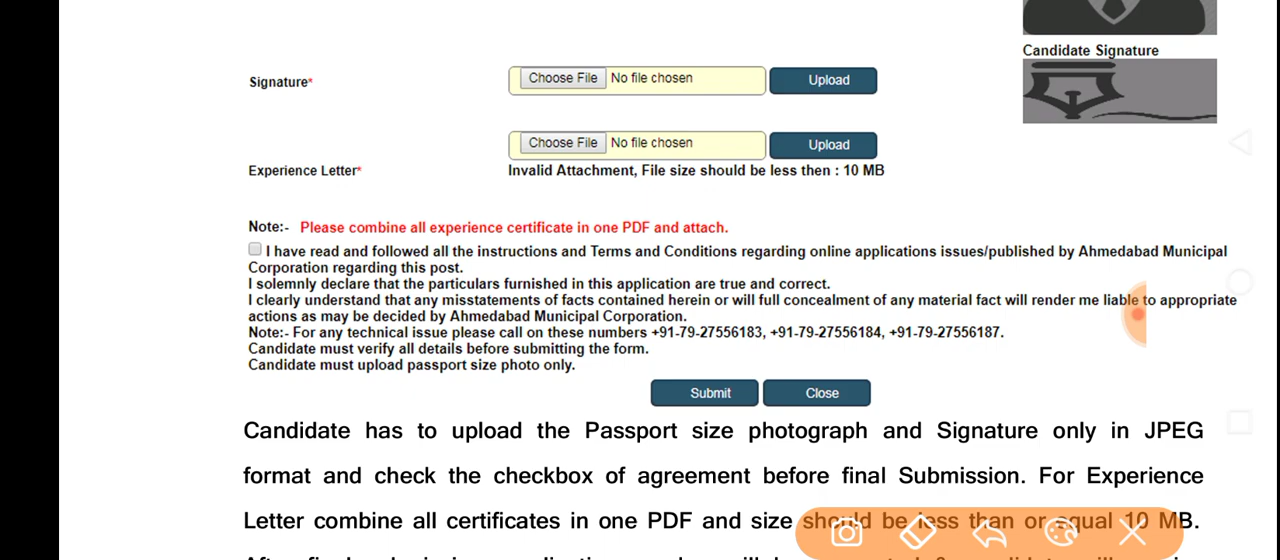 Candidate Signature
Signature*
Choose File No file chosen
Upload
Choose File No file chosen
Upload
Experience Letter*
Invalid Attachment, File size should be less then : 10 MB
Note:- Please combine all experience certificate in one PDF and attach.
I have read and followed all the instructions and Terms and Conditions regarding online applications issues/published by Ahmedabad Municipal
Corporation regarding this post.
I solemnly declare that the particulars furnished in this application are true and correct.
I clearly understand that any misstatements of facts contained herein or will full concealment of any material fact will render me liable to appropriate
actions as may be decided by Ahmedabad Municipal Corporation.
Note:- For any technical issue please call on these numbers +91-79-27556183, +91-79-27556184, +91-79-27556187.
Candidate must verify all details before submitting the form.
Candidate must upload passport size photo only.
Submit
Close
Candidate has to upload the Passport size photograph and Signature only in JPEG
format and check the checkbox of agreement before final Submission. For Experience
Letter combine all certificates in one PDF and size should be less than or equal 10 MB.